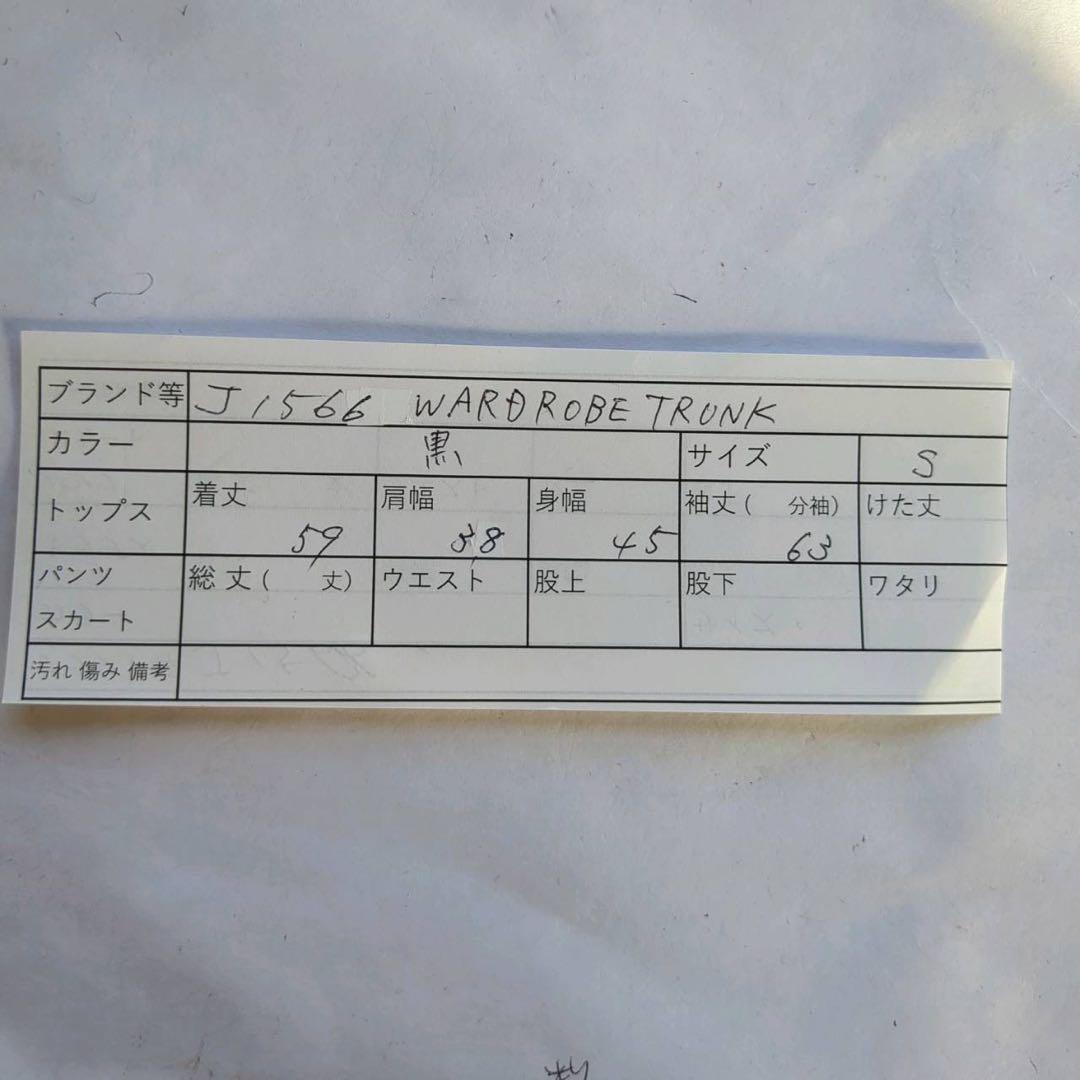 ブランド等 J1566 WARDROBE TRUNK
カラー 黒 サイズ S
トップス 着丈 59 肩幅 38 身幅 45 袖丈( 分袖) 63 けた丈
パンツ スカート 総丈( 丈) ウエスト 股上 股下 ワタリ
汚れ 傷み 備考